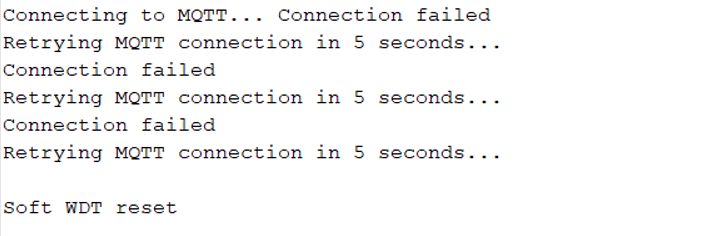 Connecting to MQTT... Connection failed
Retrying MQTT connection in 5 seconds...
Connection failed
Retrying MQTT connection in 5 seconds...
Connection failed
Retrying MQTT connection in 5 seconds...
Soft WDT reset